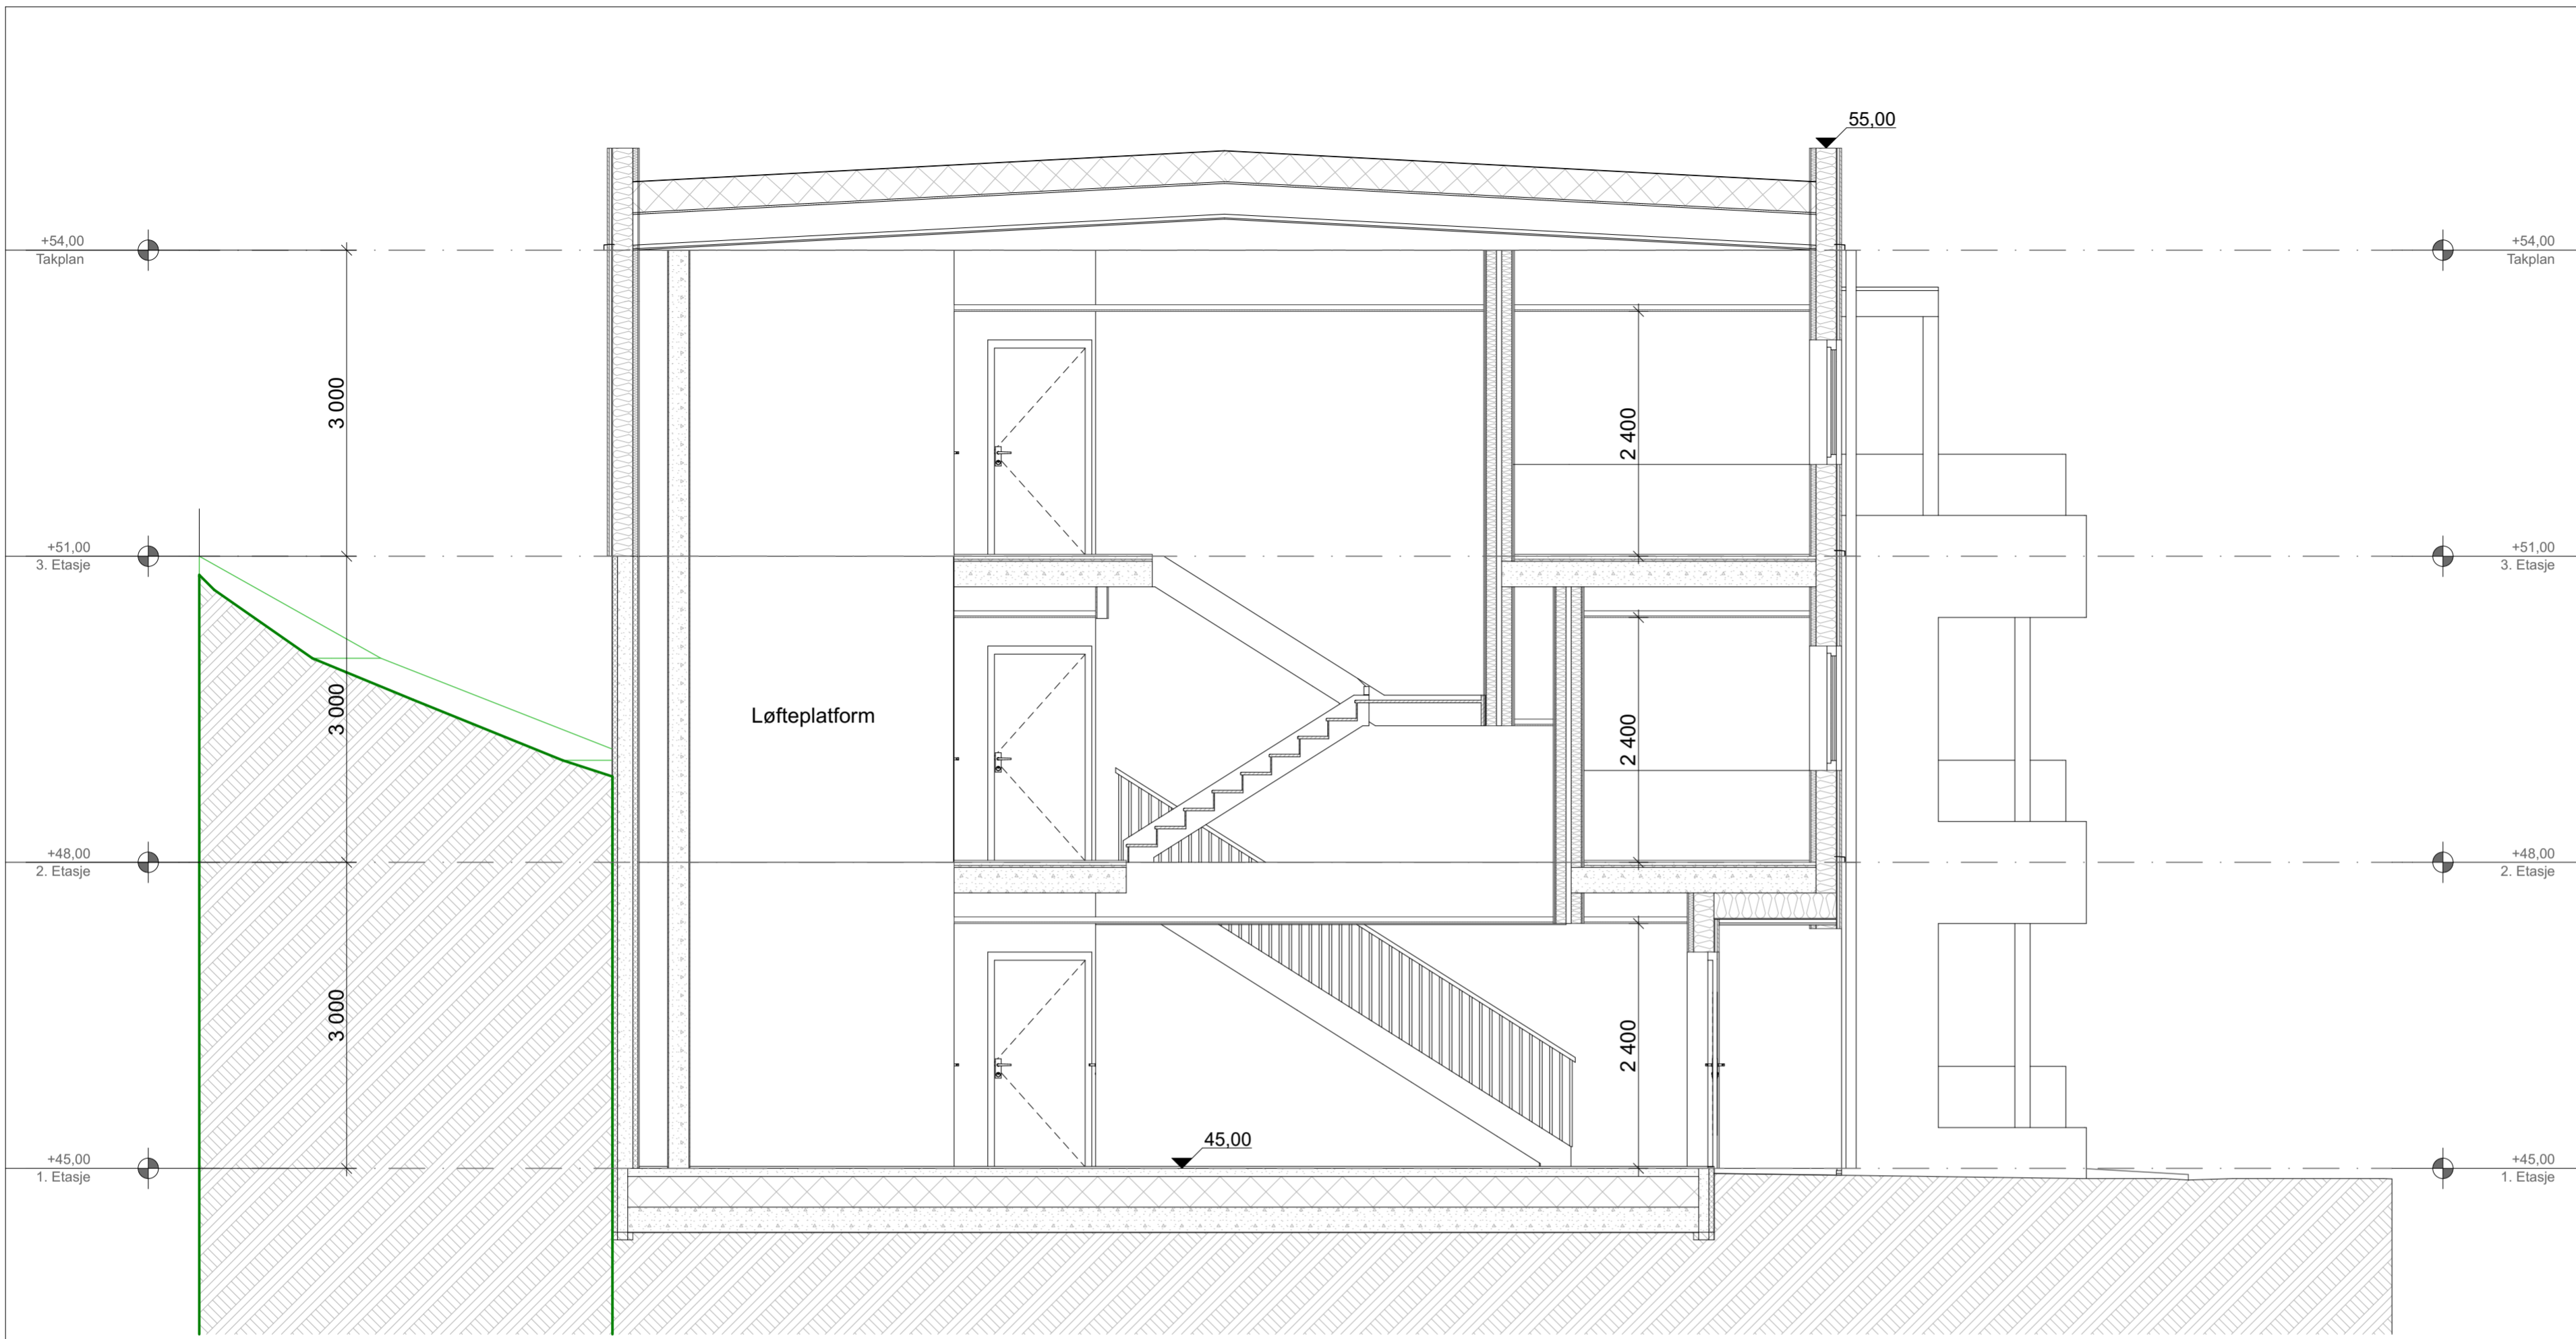 55,00
+54,00
Takplan
+54,00
Takplan
3 000
2 400
+51,00
3. Etasje
+51,00
3. Etasje
3 000
Løfteplatform
2 400
+48,00
2. Etasje
+48,00
2. Etasje
3 000
2 400
45,00
+45,00
1. Etasje
+45,00
1. Etasje